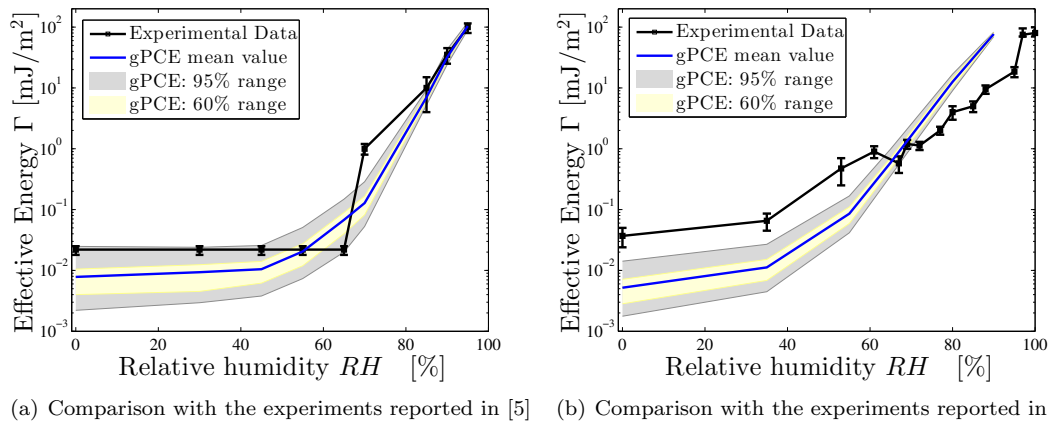 Effective Energy Γ [mJ/m²]
10²
10¹
10⁰
10⁻¹
10⁻²
10⁻³
Experimental Data
gPCE mean value
gPCE: 95% range
gPCE: 60% range
0 20 40 60 80 100
Relative humidity RH [%]
(a) Comparison with the experiments reported in [5]
Effective Energy Γ [mJ/m²]
10²
10¹
10⁰
10⁻¹
10⁻²
10⁻³
Experimental Data
gPCE mean value
gPCE: 95% range
gPCE: 60% range
0 20 40 60 80 100
Relative humidity RH [%]
(b) Comparison with the experiments reported in